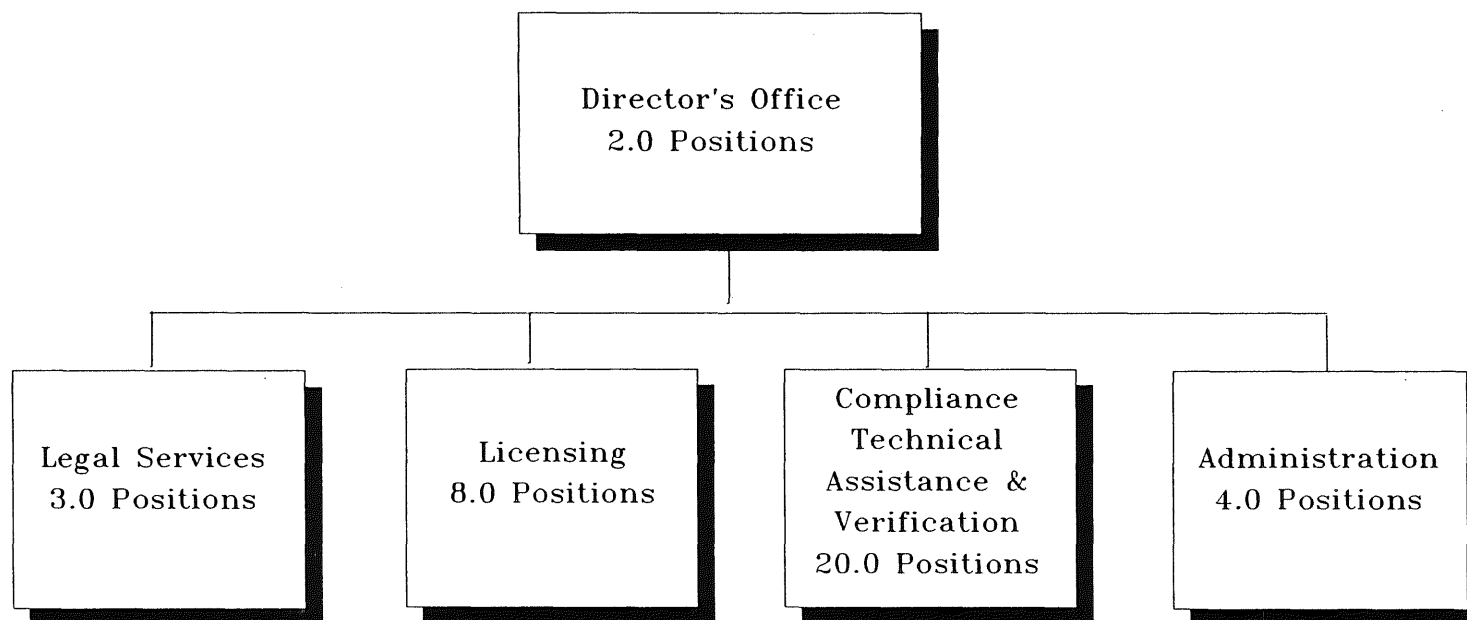 Director's Office
2.0 Positions
Legal Services
3.0 Positions
Licensing
8.0 Positions
Compliance
Technical
Assistance &
Verification
20.0 Positions
Administration
4.0 Positions